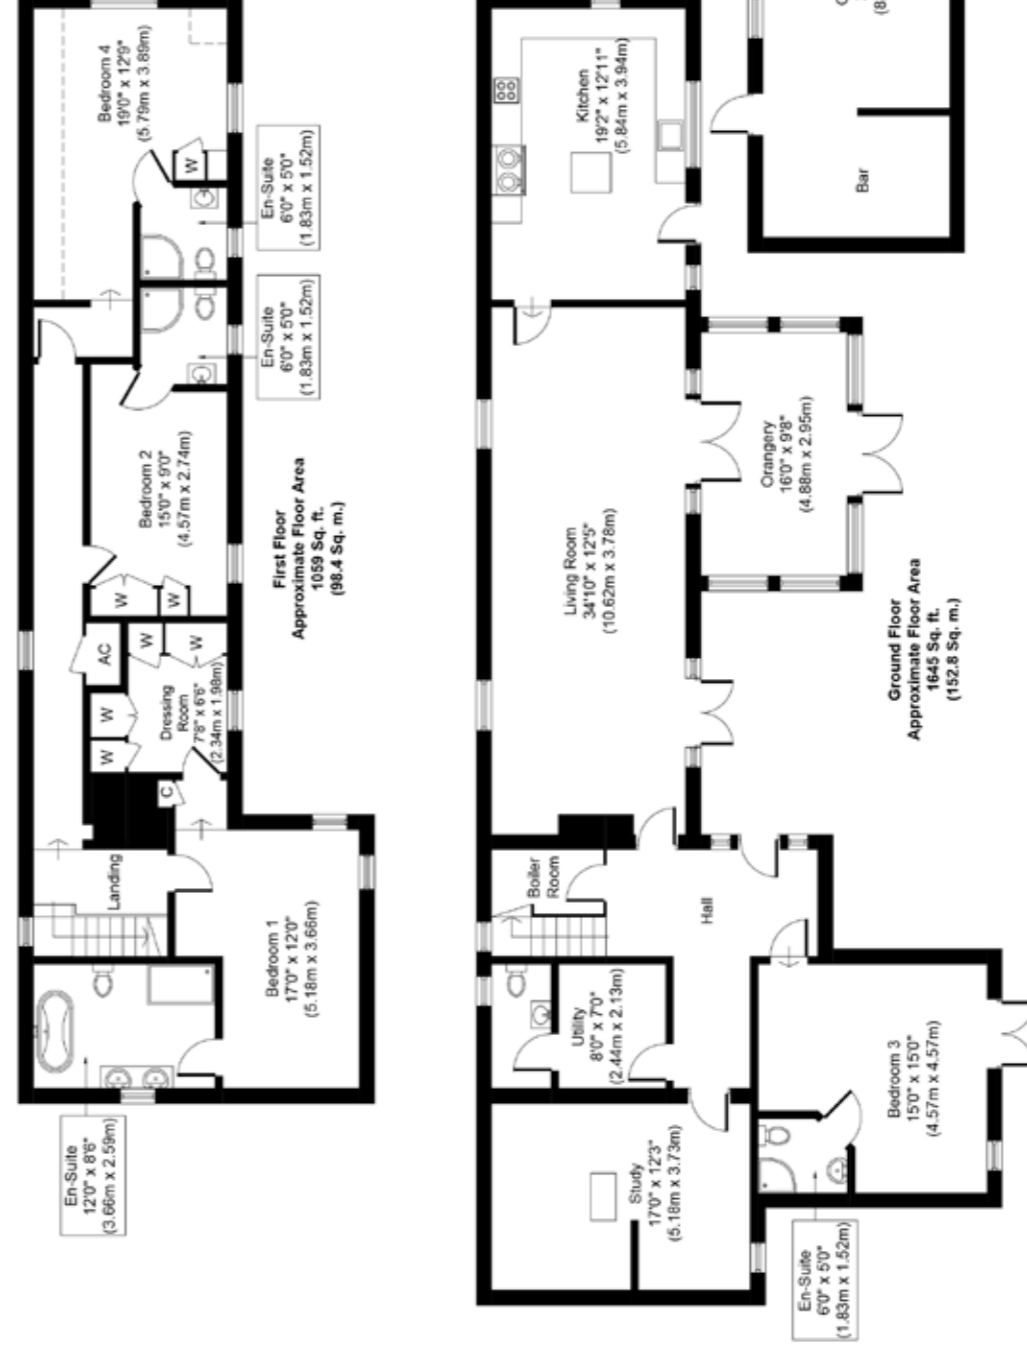 Bedroom 4
19'0" x 12'9"
(5.79m x 3.89m)
W
En-Suite
6'0" x 5'0"
(1.83m x 1.52m)
En-Suite
6'0" x 5'0"
(1.83m x 1.52m)
Bedroom 2
15'0" x 9'0"
(4.57m x 2.74m)
W
W
W
W
AC
W
W
Dressing
Room
7'8" x 6'6"
(2.34m x 1.98m)
C
Landing
Bedroom 1
17'0" x 12'0"
(5.18m x 3.66m)
En-Suite
12'0" x 8'6"
(3.66m x 2.59m)
First Floor
Approximate Floor Area
1059 Sq. ft.
(98.4 Sq. m.)
Kitchen
19'2" x 12'11"
(5.84m x 3.94m)
Bar
Orangery
16'0" x 9'8"
(4.88m x 2.95m)
Living Room
34'10" x 12'5"
(10.62m x 3.78m)
Boiler
Room
Hall
Utility
8'0" x 7'0"
(2.44m x 2.13m)
Study
17'0" x 12'3"
(5.18m x 3.73m)
Bedroom 3
15'0" x 15'0"
(4.57m x 4.57m)
En-Suite
6'0" x 5'0"
(1.83m x 1.52m)
Ground Floor
Approximate Floor Area
1645 Sq. ft.
(152.8 Sq. m.)